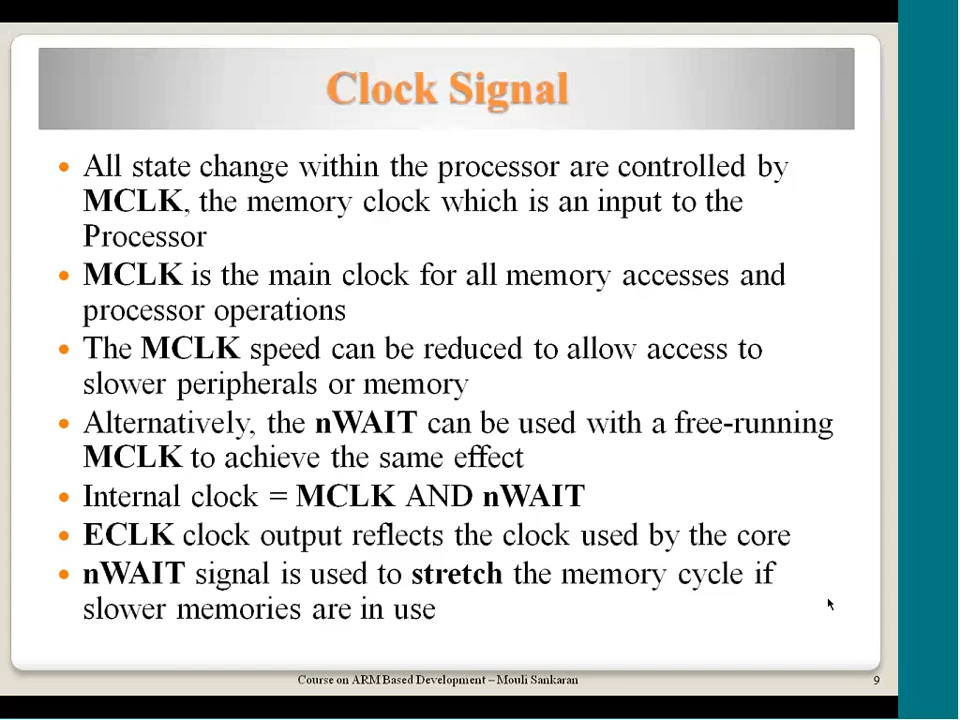 Clock Signal
• All state change within the processor are controlled by
MCLK, the memory clock which is an input to the
Processor
• MCLK is the main clock for all memory accesses and
processor operations
• The MCLK speed can be reduced to allow access to
slower peripherals or memory
• Alternatively, the nWAIT can be used with a free-running
MCLK to achieve the same effect
• Internal clock = MCLK AND nWAIT
• ECLK clock output reflects the clock used by the core
• nWAIT signal is used to stretch the memory cycle if
slower memories are in use
Course on ARM Based Development – Mouli Sankaran
9